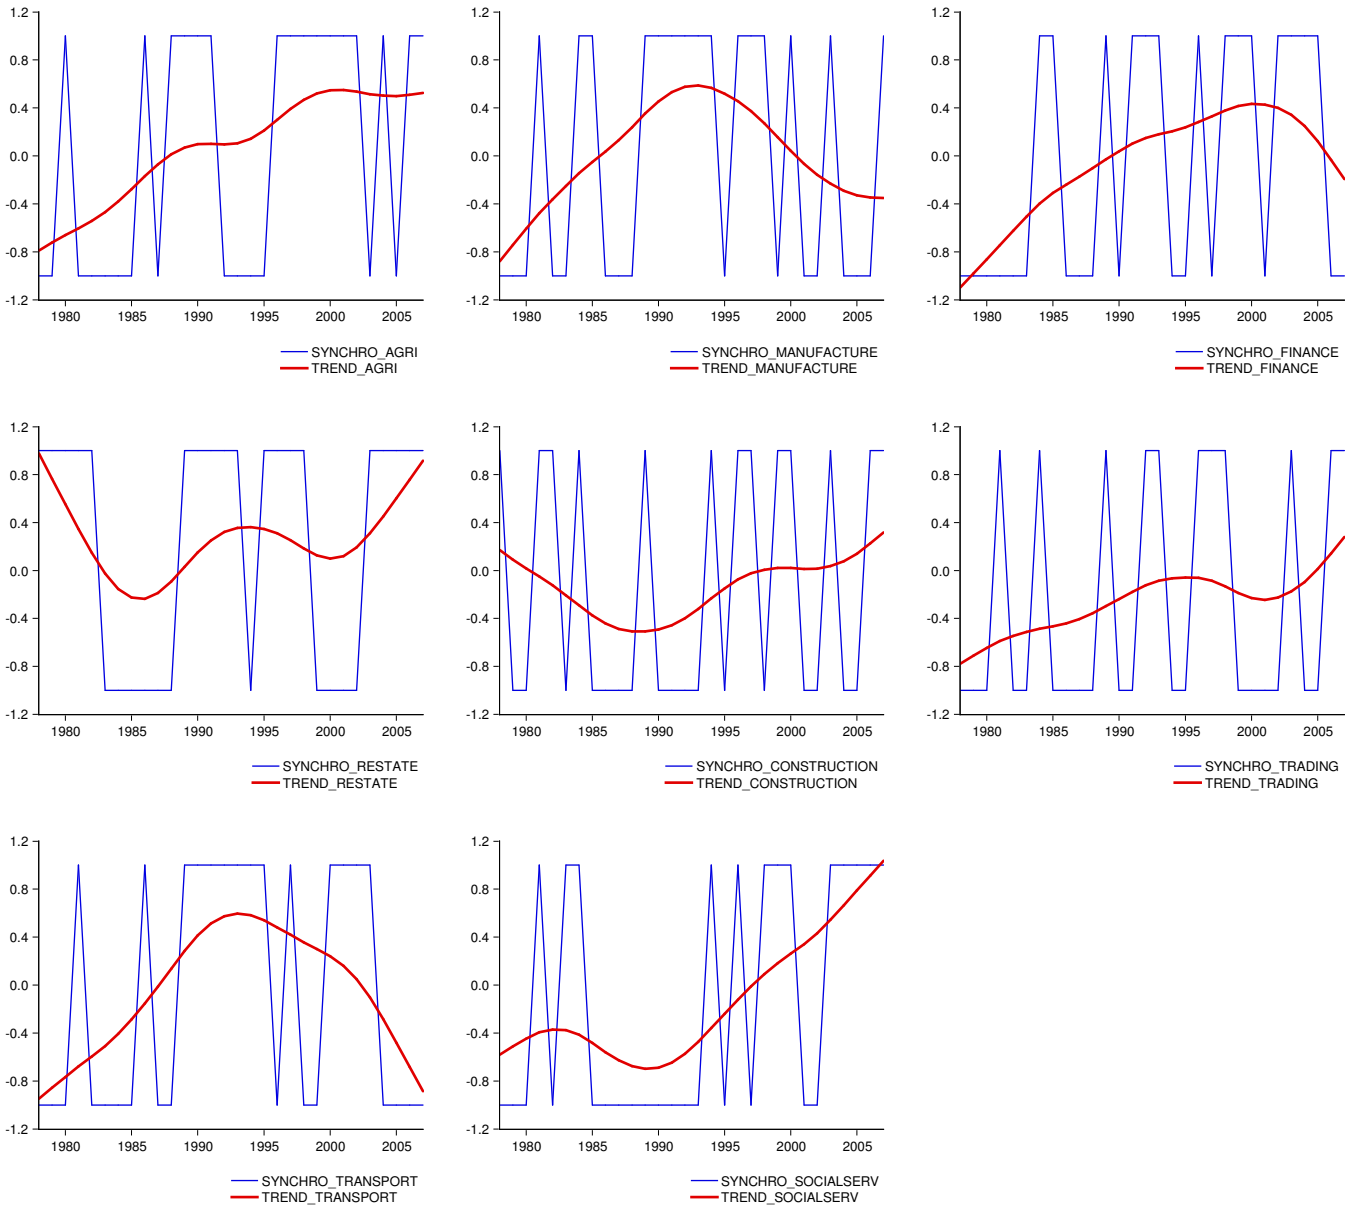 1.2
0.8
0.4
0.0
-0.4
-0.8
-1.2
1980 1985 1990 1995 2000 2005
SYNCHRO_AGRI
TREND_AGRI
1.2
0.8
0.4
0.0
-0.4
-0.8
-1.2
1980 1985 1990 1995 2000 2005
SYNCHRO_MANUFACTURE
TREND_MANUFACTURE
1.2
0.8
0.4
0.0
-0.4
-0.8
-1.2
1980 1985 1990 1995 2000 2005
SYNCHRO_FINANCE
TREND_FINANCE
1.2
0.8
0.4
0.0
-0.4
-0.8
-1.2
1980 1985 1990 1995 2000 2005
SYNCHRO_RESTATE
TREND_RESTATE
1.2
0.8
0.4
0.0
-0.4
-0.8
-1.2
1980 1985 1990 1995 2000 2005
SYNCHRO_CONSTRUCTION
TREND_CONSTRUCTION
1.2
0.8
0.4
0.0
-0.4
-0.8
-1.2
1980 1985 1990 1995 2000 2005
SYNCHRO_TRADING
TREND_TRADING
1.2
0.8
0.4
0.0
-0.4
-0.8
-1.2
1980 1985 1990 1995 2000 2005
SYNCHRO_TRANSPORT
TREND_TRANSPORT
1.2
0.8
0.4
0.0
-0.4
-0.8
-1.2
1980 1985 1990 1995 2000 2005
SYNCHRO_SOCIALSERV
TREND_SOCIALSERV